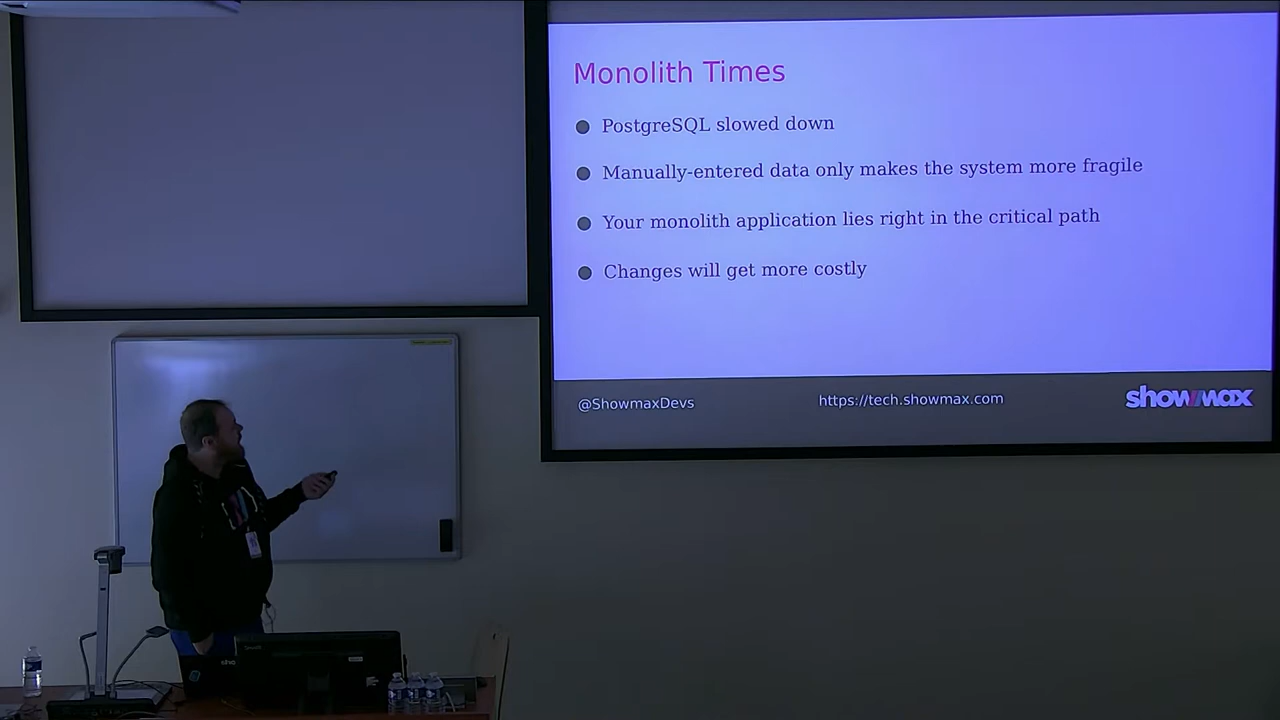 Monolith Times
PostgreSQL slowed down
Manually-entered data only makes the system more fragile
Your monolith application lies right in the critical path
Changes will get more costly
@ShowmaxDevs
https://tech.showmax.com
showmax
sho